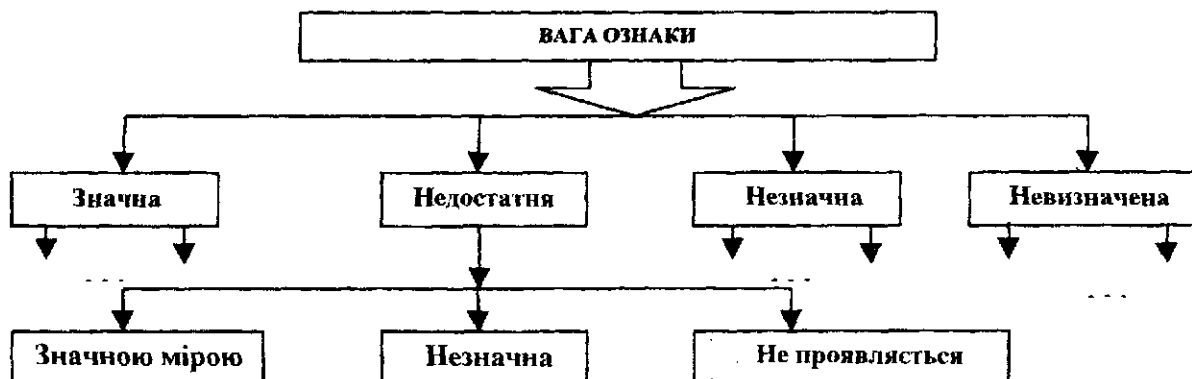 ВАГА ОЗНАКИ
Значна
Недостатня
Незначна
Невизначена
. . .
. . .
. . .
Значною мірою
Незначна
Не проявляється